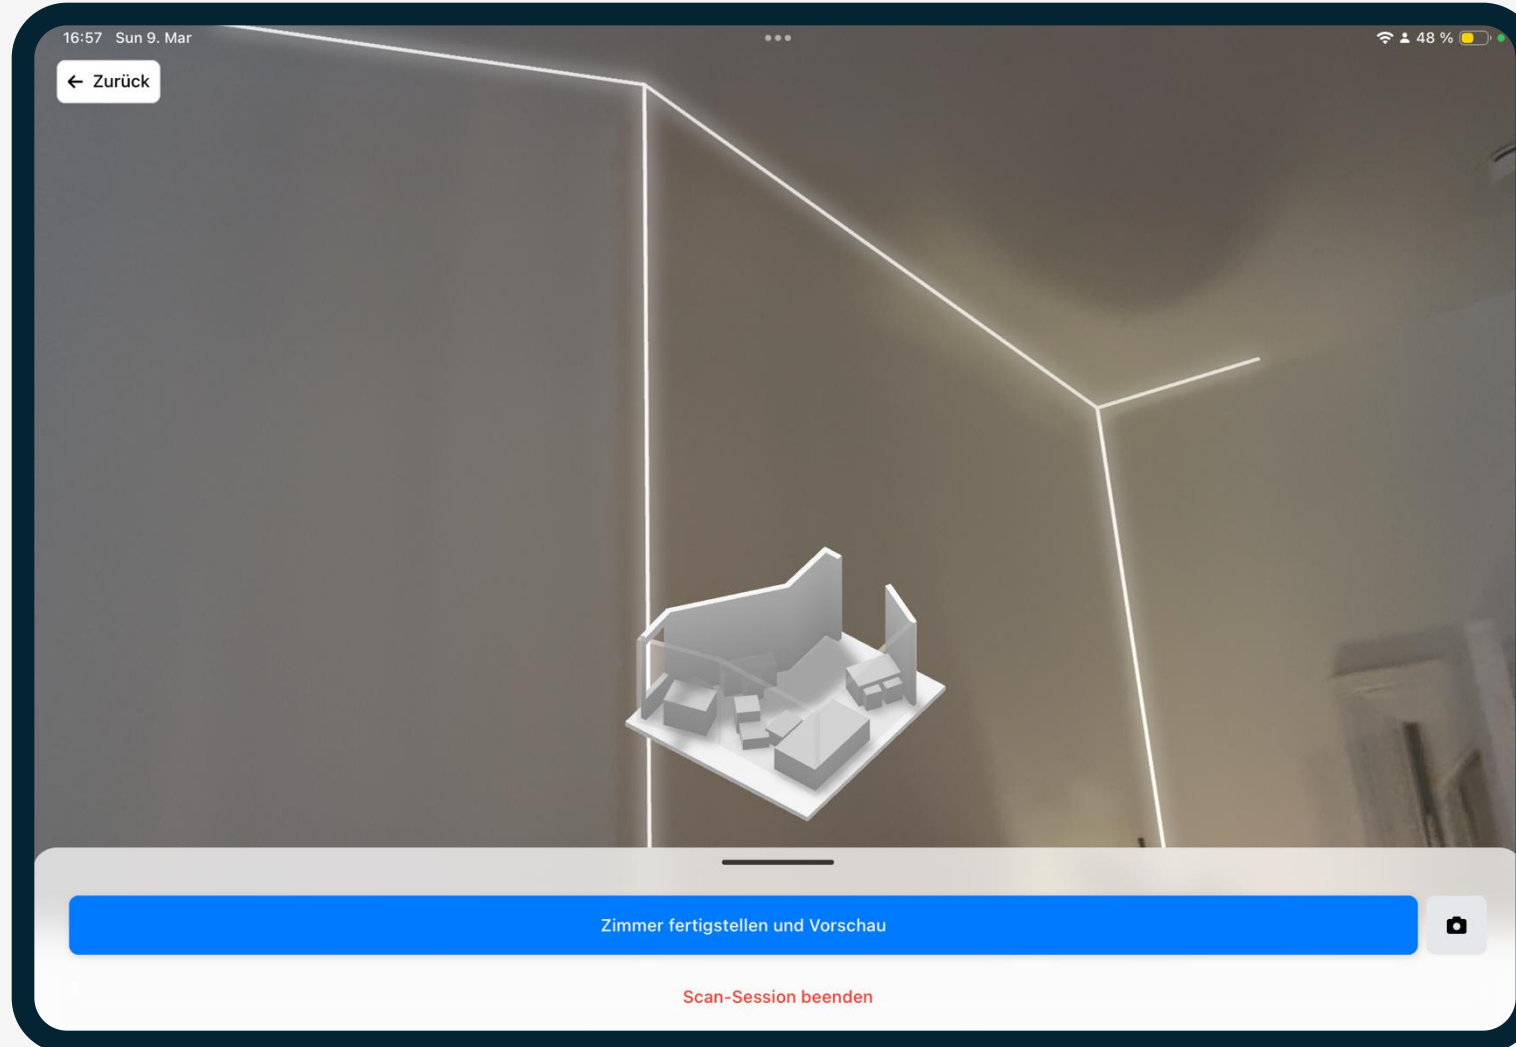 16:57 Sun 9. Mar
48 %
← Zurück
Zimmer fertigstellen und Vorschau
Scan-Session beenden